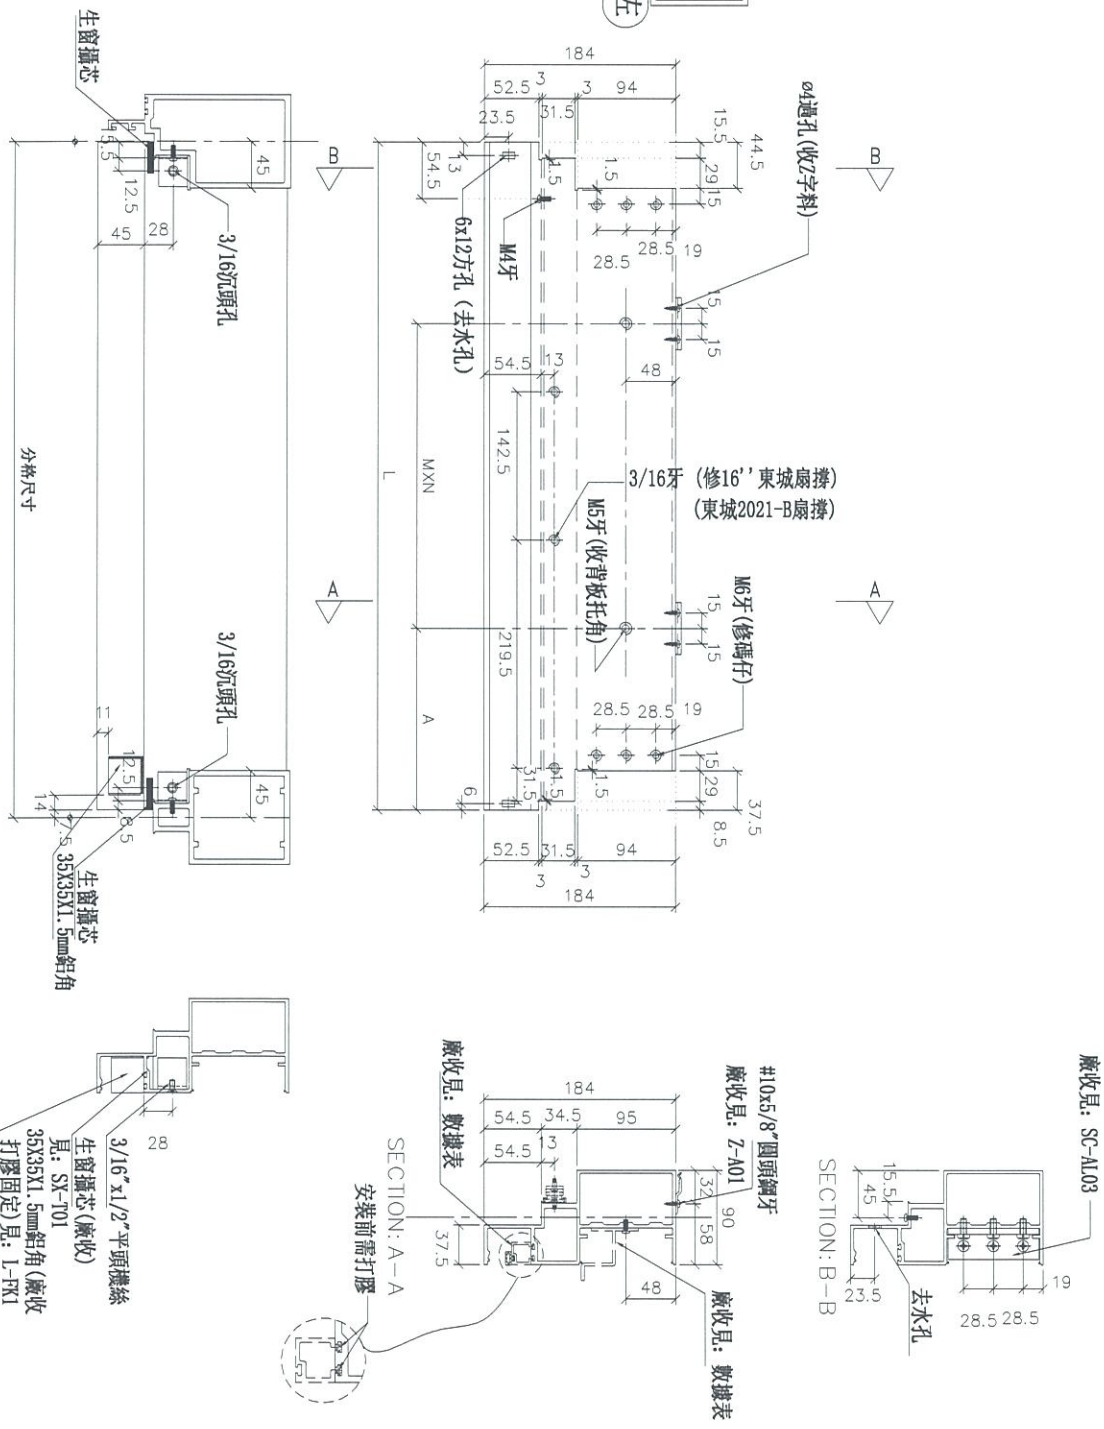 左
184
52.5
3
31.5
3
94
23.5
15.5
44.5
29
15
13
54.5
1.5
1.5
28.5
19
28.5
ø4過孔(收Z字料)
B
B
M4牙
6x12方孔 (去水孔)
15
15
48
54.5
13
142.5
MXN
L
3/16牙 (修16''東城扇撐)
(東城2021-B扇撐)
M5牙(收背板托角)
M6牙(修碼仔)
A
A
15
15
219.5
A
28.5
28.5
19
15
29
37.5
8.5
1.5
1.5
31.5
6
52.5
31.5
94
3
3
184
生窗攝芯
45
12.5
45
28
3/16沉頭孔
分格尺寸
3/16沉頭孔
11
12.5
45
14
7.5
8.5
生窗攝芯
35X35X1.5mm鋁角
28
3/16"x1/2"平頭機絲
生窗攝芯(廠收)
見: SX-T01
35X35X1.5mm鋁角(廠收
打膠固定)見: L-FK1
#10x5/8"圓頭鋼牙
廠收見: Z-A01
廠收見: 數據表
184
54.5
34.5
95
54.5
13
32
90
58
37.5
48
廠收見: 數據表
SECTION: A-A
安裝前需打膠
廠收見: SC-AL03
15.5
45
23.5
19
28.5
28.5
去水孔
SECTION: B-B